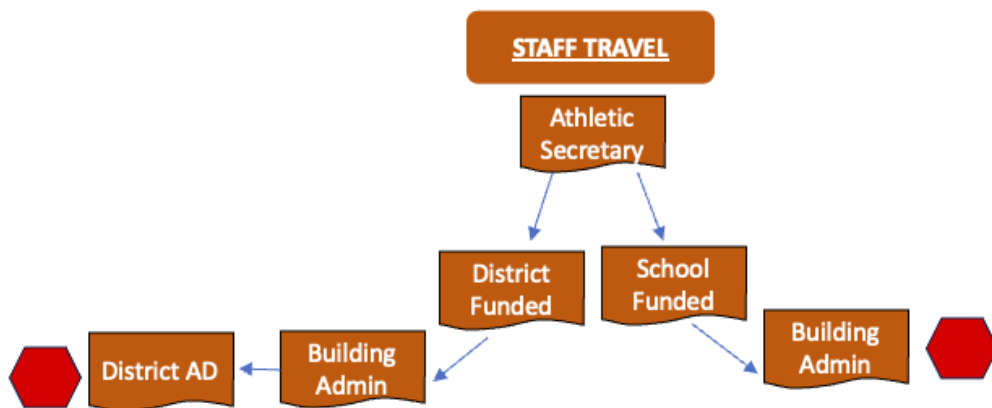 STAFF TRAVEL
Athletic
Secretary
District
Funded
School
Funded
District AD
Building
Admin
Building
Admin